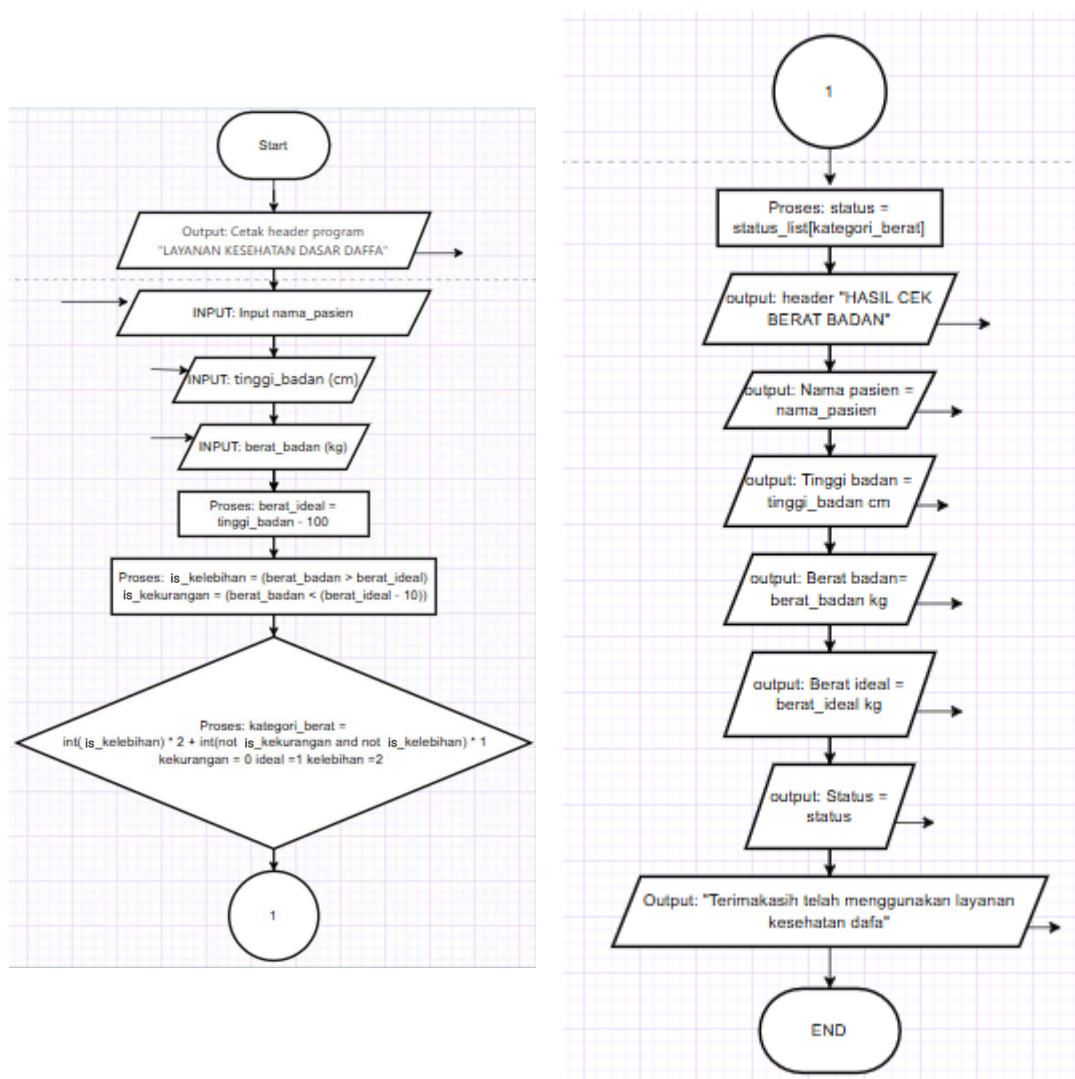 Start
Output: Cetak header program
"LAYANAN KESEHATAN DASAR DAFFA"
INPUT: Input nama_pasien
INPUT: tinggi_badan (cm)
INPUT: berat_badan (kg)
Proses: berat_ideal =
tinggi_badan - 100
Proses: is_kelebihan = (berat_badan > berat_ideal)
is_kekurangan = (berat_badan < (berat_ideal - 10))
Proses: kategori_berat =
int( is_kelebihan) * 2 + int(not is_kekurangan and not is_kelebihan) * 1
kekurangan = 0 ideal =1 kelebihan =2
1
1
Proses: status =
status_list[kategori_berat]
output: header "HASIL CEK
BERAT BADAN"
output: Nama pasien =
nama_pasien
output: Tinggi badan =
tinggi_badan cm
output: Berat badan=
berat_badan kg
output: Berat ideal =
berat_ideal kg
output: Status =
status
Output: "Terimakasih telah menggunakan layanan
kesehatan dafa"
END